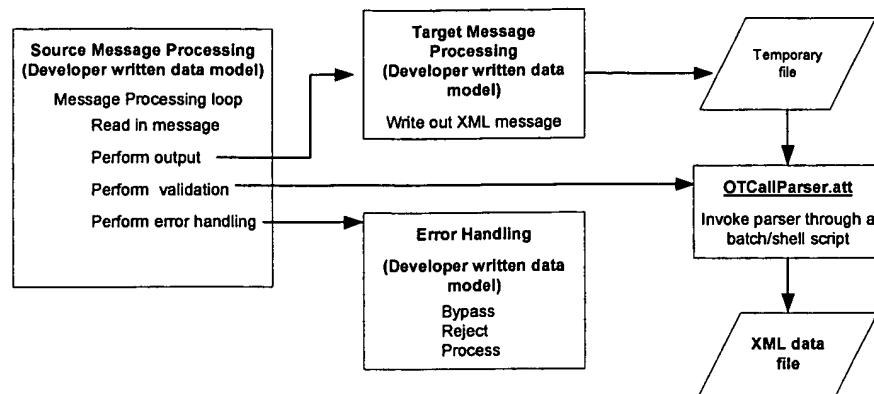 Source Message Processing
(Developer written data model)
Message Processing loop
Read in message
Perform output
Perform validation
Perform error handling
Target Message
Processing
(Developer written data
model)
Write out XML message
Temporary
file
OTCallParser.att
Invoke parser through a
batch/shell script
Error Handling
(Developer written data
model)
Bypass
Reject
Process
XML data
file